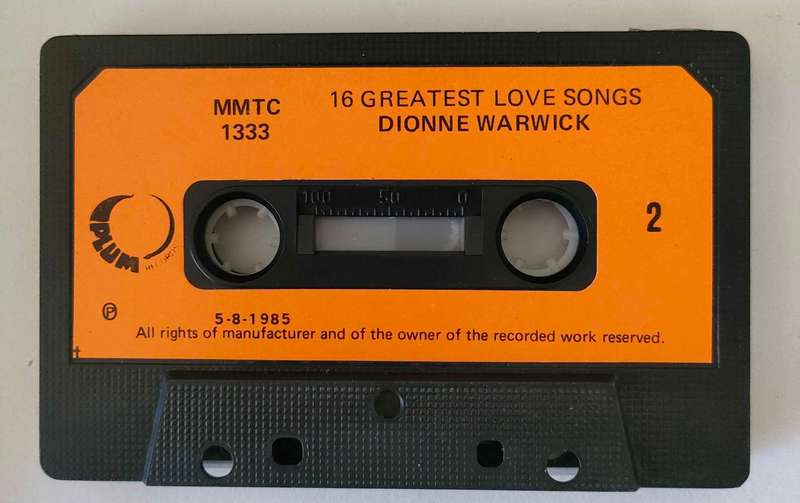 MMTC
1333
16 GREATEST LOVE SONGS
DIONNE WARWICK
100 50 0
2
PLUM
℗
5-8-1985
All rights of manufacturer and of the owner of the recorded work reserved.